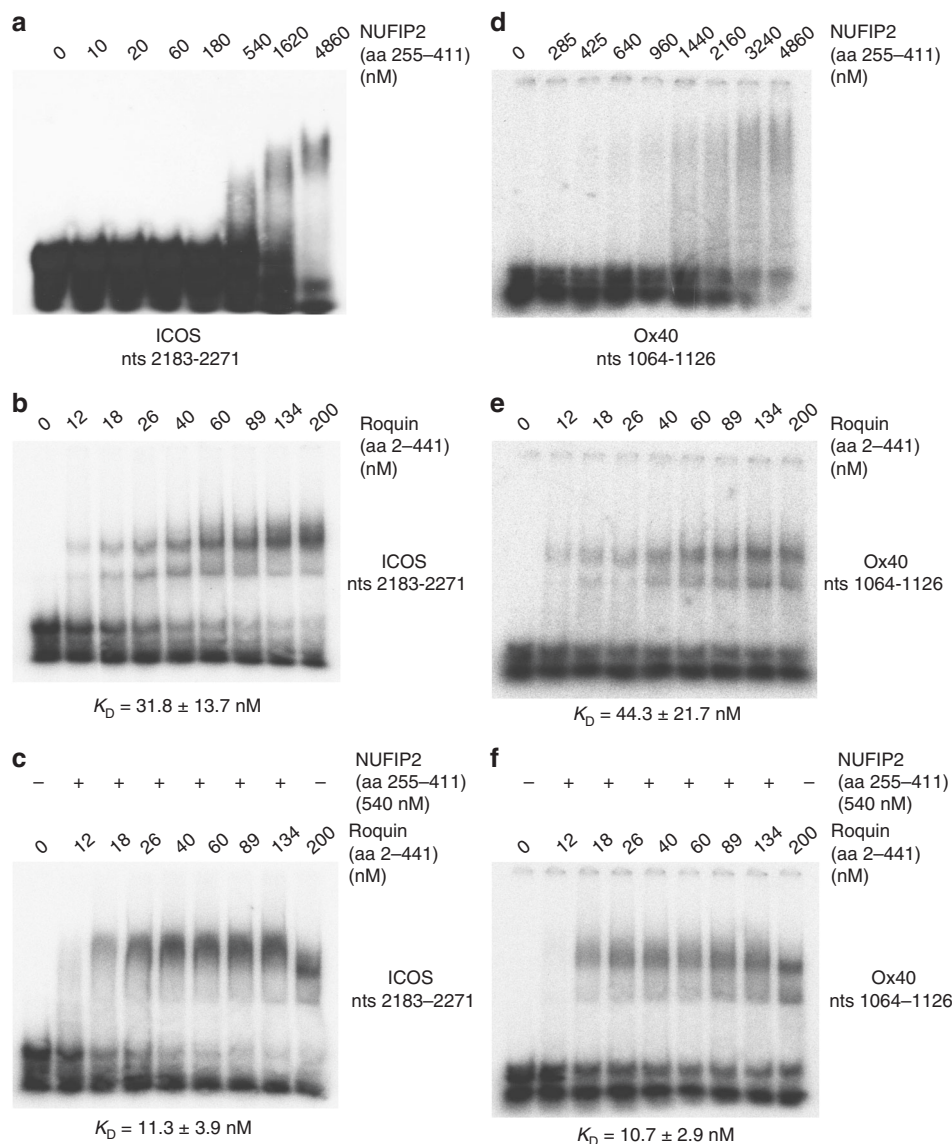 a
0 10 20 60 180 540 1620 4860
NUFIP2
(aa 255–411)
(nM)
ICOS
nts 2183-2271
b
0 12 18 26 40 60 89 134 200
Roquin
(aa 2–441)
(nM)
ICOS
nts 2183-2271
KD = 31.8 ± 13.7 nM
c
– + + + + + + –
NUFIP2
(aa 255–411)
(540 nM)
0 12 18 26 40 60 89 134 200
Roquin
(aa 2–441)
(nM)
ICOS
nts 2183–2271
KD = 11.3 ± 3.9 nM
d
0 285 425 640 960 1440 2160 3240 4860
NUFIP2
(aa 255–411)
(nM)
Ox40
nts 1064-1126
e
0 12 18 26 40 60 89 134 200
Roquin
(aa 2–441)
(nM)
Ox40
nts 1064-1126
KD = 44.3 ± 21.7 nM
f
– + + + + + + –
NUFIP2
(aa 255–411)
(540 nM)
0 12 18 26 40 60 89 134 200
Roquin
(aa 2–441)
(nM)
Ox40
nts 1064–1126
KD = 10.7 ± 2.9 nM